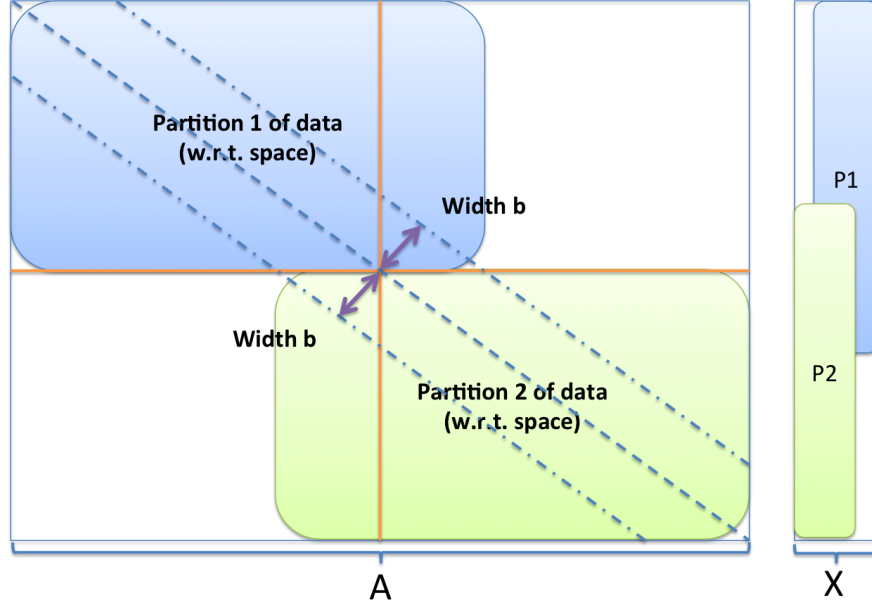 Partition 1 of data
(w.r.t. space)
Width b
P1
Width b
P2
Partition 2 of data
(w.r.t. space)
A
X